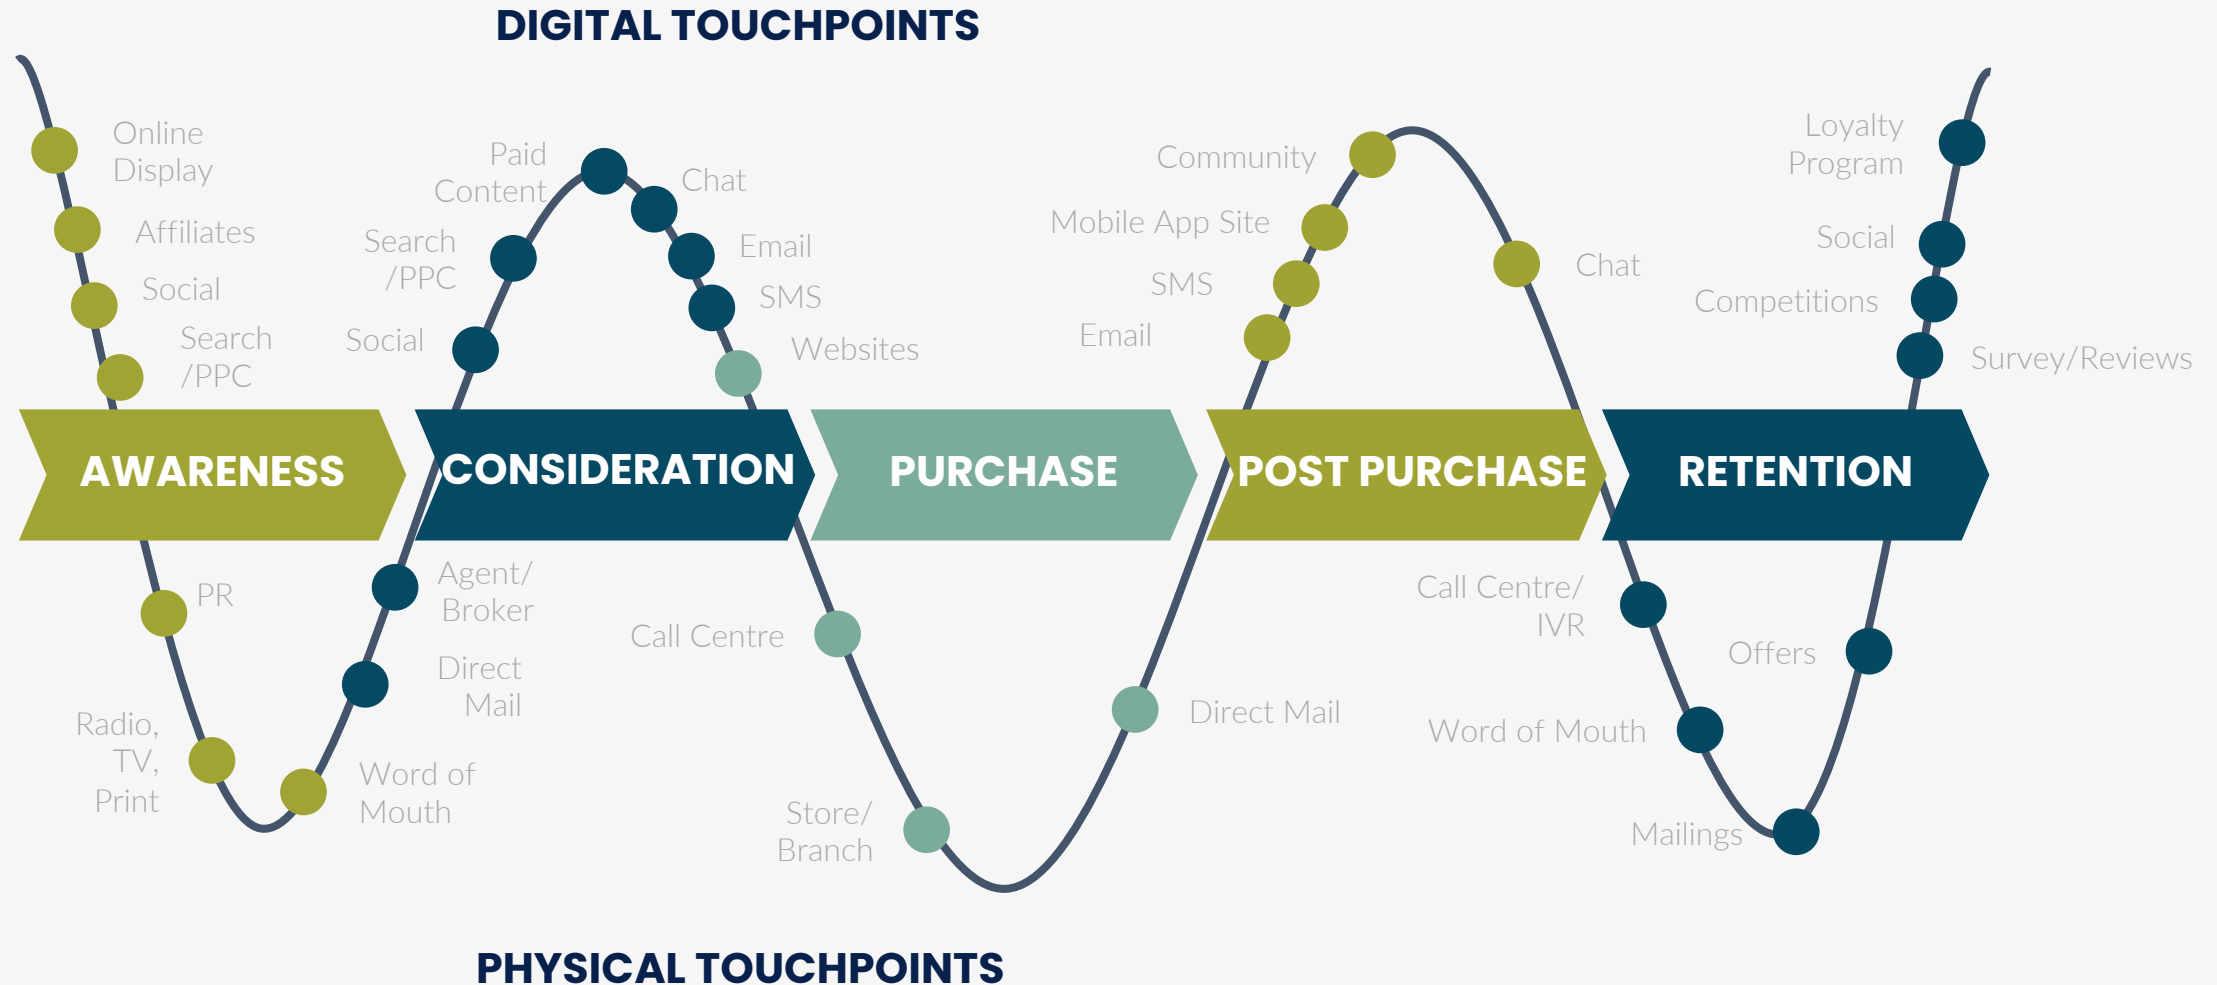 DIGITAL TOUCHPOINTS
Online
Display
Affiliates
Social
Search
/PPC
Paid
Content
Search
/PPC
Social
Chat
Email
SMS
Websites
Community
Mobile App Site
SMS
Email
Chat
Loyalty
Program
Social
Competitions
Survey/Reviews
AWARENESS
CONSIDERATION
PURCHASE
POST PURCHASE
RETENTION
PR
Radio,
TV,
Print
Word of
Mouth
Agent/
Broker
Direct
Mail
Call Centre
Store/
Branch
Direct Mail
Call Centre/
IVR
Word of Mouth
Mailings
Offers
PHYSICAL TOUCHPOINTS